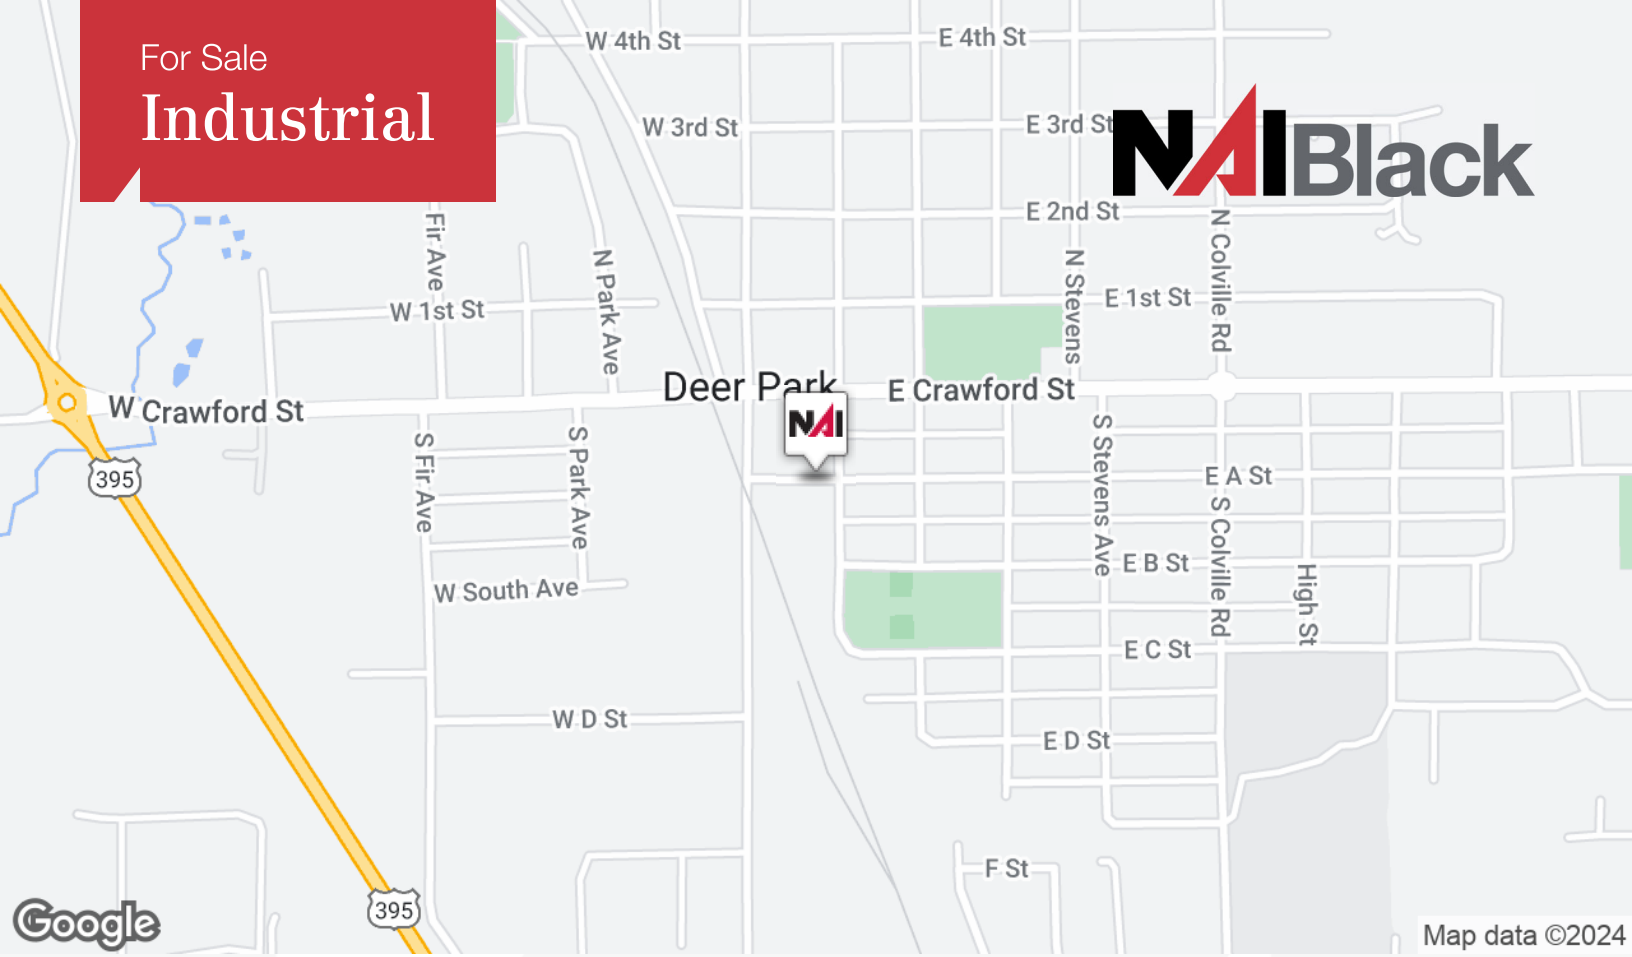 For Sale
Industrial
NAI Black
W 4th St
E 4th St
W 3rd St
E 3rd St
E 2nd St
Fir Ave
N Park Ave
N Stevens
N Colville Rd
W 1st St
E 1st St
Deer Park
W Crawford St
E Crawford St
NAI
395
S Fir Ave
S Park Ave
S Stevens Ave
E A St
S Colville Rd
E B St
High St
W South Ave
E C St
W D St
E D St
F St
395
Google
Map data ©2024